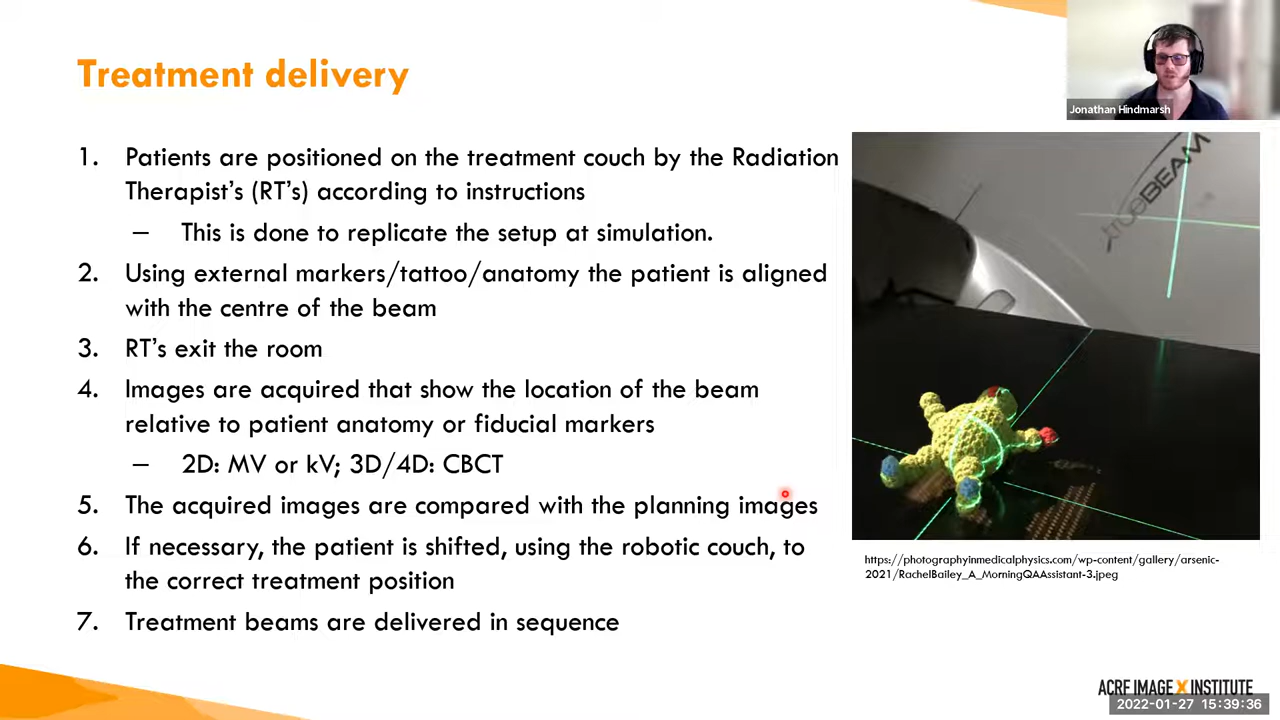 Treatment delivery
Jonathan Hindmarsh
1. Patients are positioned on the treatment couch by the Radiation
Therapist's (RT's) according to instructions
– This is done to replicate the setup at simulation.
2. Using external markers/tattoo/anatomy the patient is aligned
with the centre of the beam
3. RT's exit the room
4. Images are acquired that show the location of the beam
relative to patient anatomy or fiducial markers
– 2D: MV or kV; 3D/4D: CBCT
5. The acquired images are compared with the planning images
6. If necessary, the patient is shifted, using the robotic couch, to
the correct treatment position
7. Treatment beams are delivered in sequence
TRUEBEAM
https://photographyinmedicalphysics.com/wp-content/gallery/arsenic-
2021/RachelBailey_A_MorningQAAssistant-3.jpeg
ACRF IMAGE X INSTITUTE
2022-01-27 15:39:36